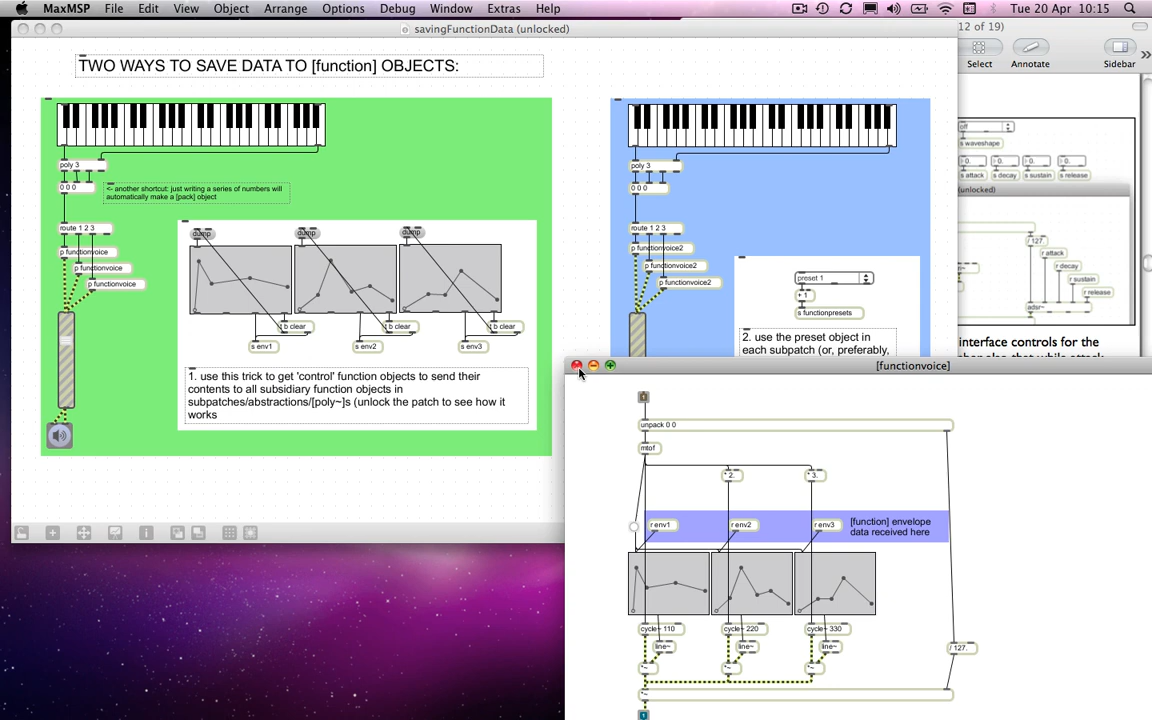 MaxMSP File Edit View Object Arrange Options Debug Window Extras Help Tue 20 Apr 10:15
savingFunctionData (unlocked)
12 of 19)
Select Annotate Sidebar
TWO WAYS TO SAVE DATA TO [function] OBJECTS:
poly 3
0 0 0
<- another shortcut: just writing a series of numbers will
automatically make a [pack] object
route 1 2 3
p functionvoice
p functionvoice
p functionvoice
dump dump dump
t b clear t b clear t b clear
s env1 s env2 s env3
1. use this trick to get 'control' function objects to send their
contents to all subsidiary function objects in
subpatches/abstractions/[poly~]s (unlock the patch to see how it
works
poly 3
0 0 0
route 1 2 3
p functionvoice2
p functionvoice2
p functionvoice2
preset 1
+ 1
s functionpresets
2. use the preset object in
each subpatch (or, preferably,
off
s waveshape
0. 0. 0. 0.
s attack s decay s sustain s release
(unlocked)
/ 127.
r attack
r decay
r sustain
r release
adsr~
interface controls for the
[functionvoice]
unpack 0 0
mtof
* 2. * 3.
r env1 r env2 r env3
[function] envelope
data received here
cycle~ 110 cycle~ 220 cycle~ 330
line~ line~ line~
/ 127.
*~ *~ *~
*~
1